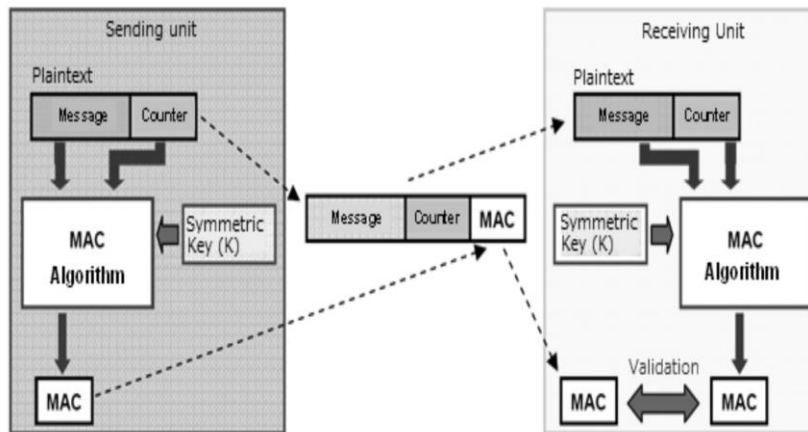 Sending unit
Plaintext
Message Counter
MAC
Algorithm
Symmetric
Key (K)
MAC
Message Counter MAC
Receiving Unit
Plaintext
Message Counter
Symmetric
Key (K)
MAC
Algorithm
Validation
MAC MAC